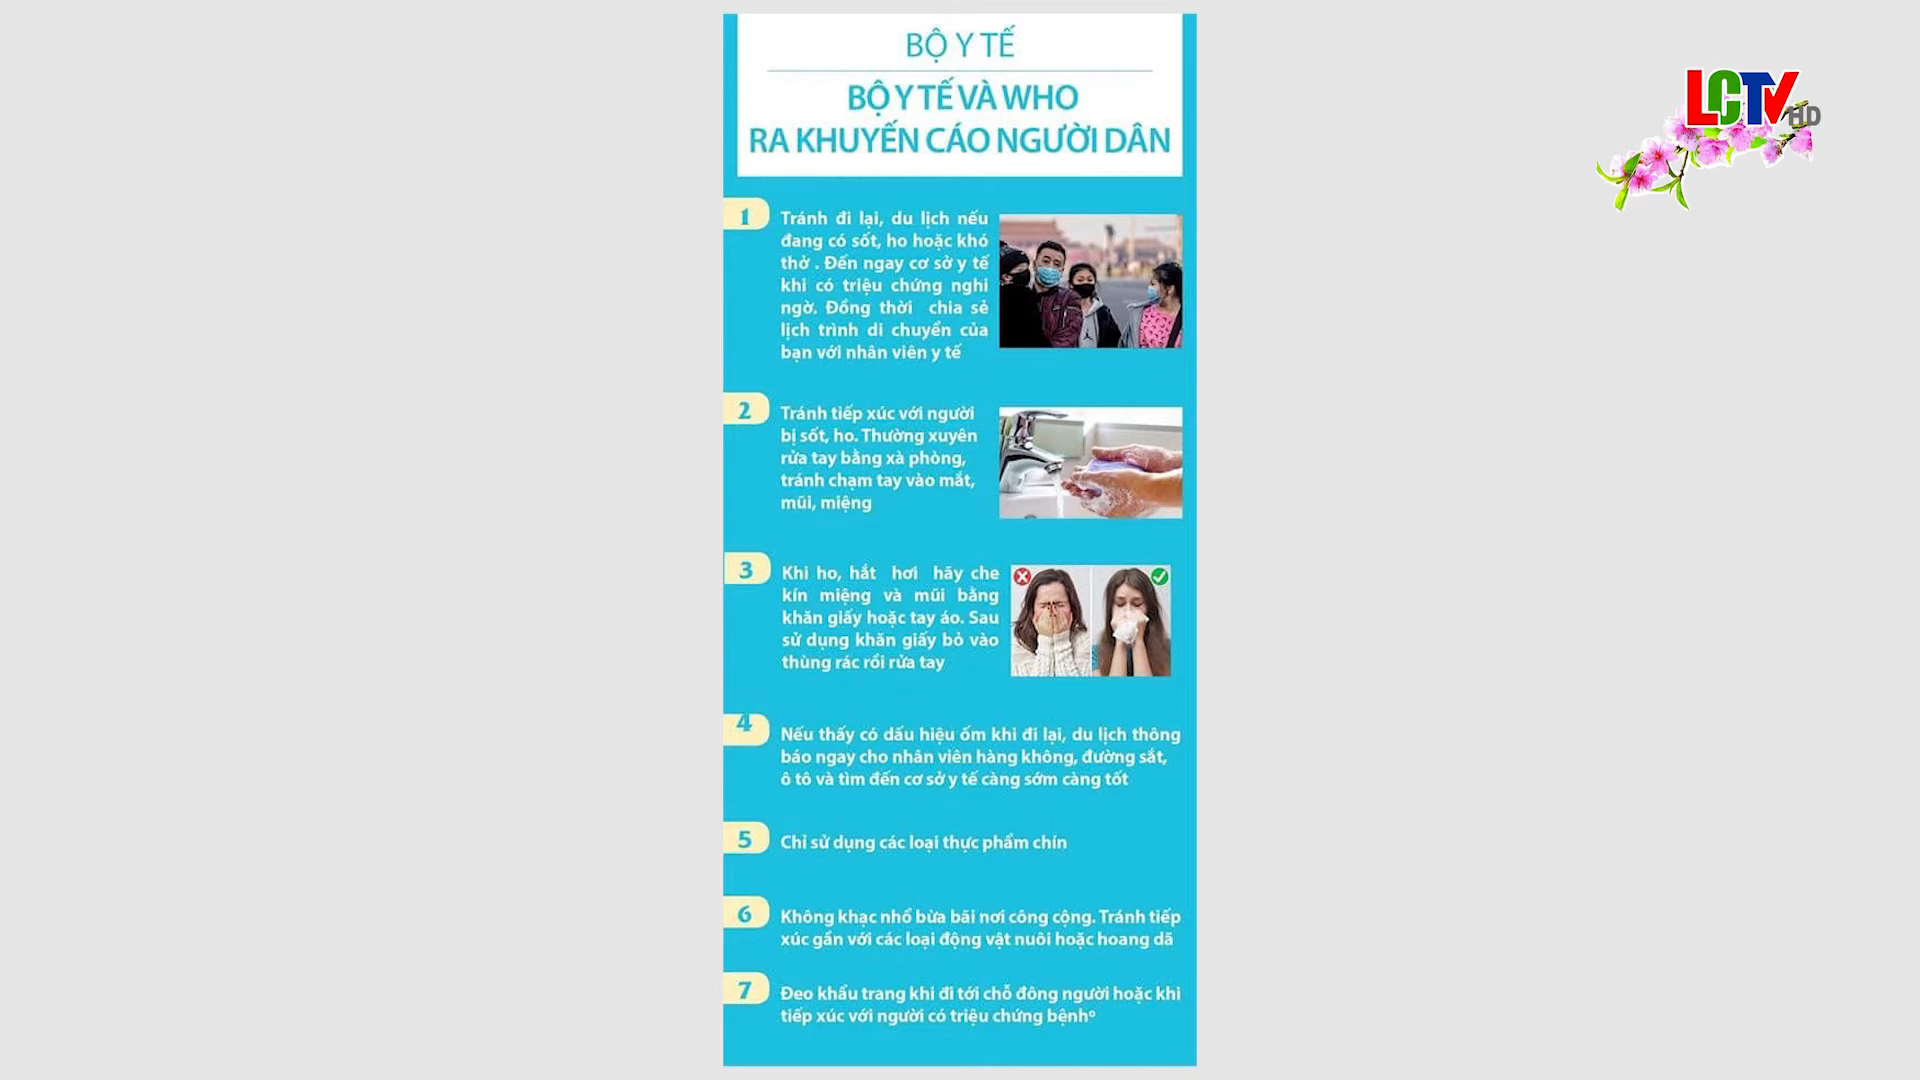 BỘ Y TẾ
BỘ Y TẾ VÀ WHO
RA KHUYẾN CÁO NGƯỜI DÂN
1
Tránh đi lại, du lịch nếu
đang có sốt, ho hoặc khó
thở . Đến ngay cơ sở y tế
khi có triệu chứng nghi
ngờ. Đồng thời chia sẻ
lịch trình di chuyển của
bạn với nhân viên y tế
2
Tránh tiếp xúc với người
bị sốt, ho. Thường xuyên
rửa tay bằng xà phòng,
tránh chạm tay vào mắt,
mũi, miệng
3
Khi ho, hắt hơi hãy che
kín miệng và mũi bằng
khăn giấy hoặc tay áo. Sau
sử dụng khăn giấy bỏ vào
thùng rác rồi rửa tay
4
Nếu thấy có dấu hiệu ốm khi đi lại, du lịch thông
báo ngay cho nhân viên hàng không, đường sắt,
ô tô và tìm đến cơ sở y tế càng sớm càng tốt
5
Chỉ sử dụng các loại thực phẩm chín
6
Không khạc nhổ bừa bãi nơi công cộng. Tránh tiếp
xúc gần với các loại động vật nuôi hoặc hoang dã
7
Đeo khẩu trang khi đi tới chỗ đông người hoặc khi
tiếp xúc với người có triệu chứng bệnhº
LCTV HD